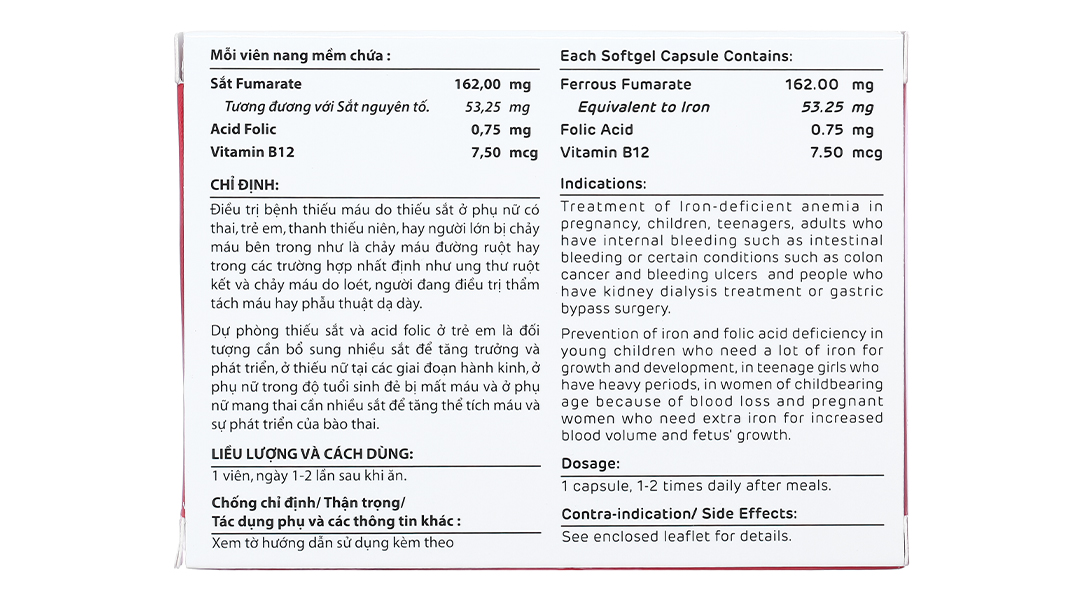 Mỗi viên nang mềm chứa :
Sắt Fumarate 162,00 mg
Tương đương với Sắt nguyên tố. 53,25 mg
Acid Folic 0,75 mg
Vitamin B12 7,50 mcg
CHỈ ĐỊNH:
Điều trị bệnh thiếu máu do thiếu sắt ở phụ nữ có
thai, trẻ em, thanh thiếu niên, hay người lớn bị chảy
máu bên trong như là chảy máu đường ruột hay
trong các trường hợp nhất định như ung thư ruột
kết và chảy máu do loét, người đang điều trị thẩm
tách máu hay phẫu thuật dạ dày.
Dự phòng thiếu sắt và acid folic ở trẻ em là đối
tượng cần bổ sung nhiều sắt để tăng trưởng và
phát triển, ở thiếu nữ tại các giai đoạn hành kinh, ở
phụ nữ trong độ tuổi sinh đẻ bị mất máu và ở phụ
nữ mang thai cần nhiều sắt để tăng thể tích máu và
sự phát triển của bào thai.
LIỀU LƯỢNG VÀ CÁCH DÙNG:
1 viên, ngày 1-2 lần sau khi ăn.
Chống chỉ định/ Thận trọng/
Tác dụng phụ và các thông tin khác :
Xem tờ hướng dẫn sử dụng kèm theo
Each Softgel Capsule Contains:
Ferrous Fumarate 162.00 mg
Equivalent to Iron 53.25 mg
Folic Acid 0.75 mg
Vitamin B12 7.50 mcg
Indications:
Treatment of Iron-deficient anemia in
pregnancy, children, teenagers, adults who
have internal bleeding such as intestinal
bleeding or certain conditions such as colon
cancer and bleeding ulcers and people who
have kidney dialysis treatment or gastric
bypass surgery.
Prevention of iron and folic acid deficiency in
young children who need a lot of iron for
growth and development, in teenage girls who
have heavy periods, in women of childbearing
age because of blood loss and pregnant
women who need extra iron for increased
blood volume and fetus' growth.
Dosage:
1 capsule, 1-2 times daily after meals.
Contra-indication/ Side Effects:
See enclosed leaflet for details.